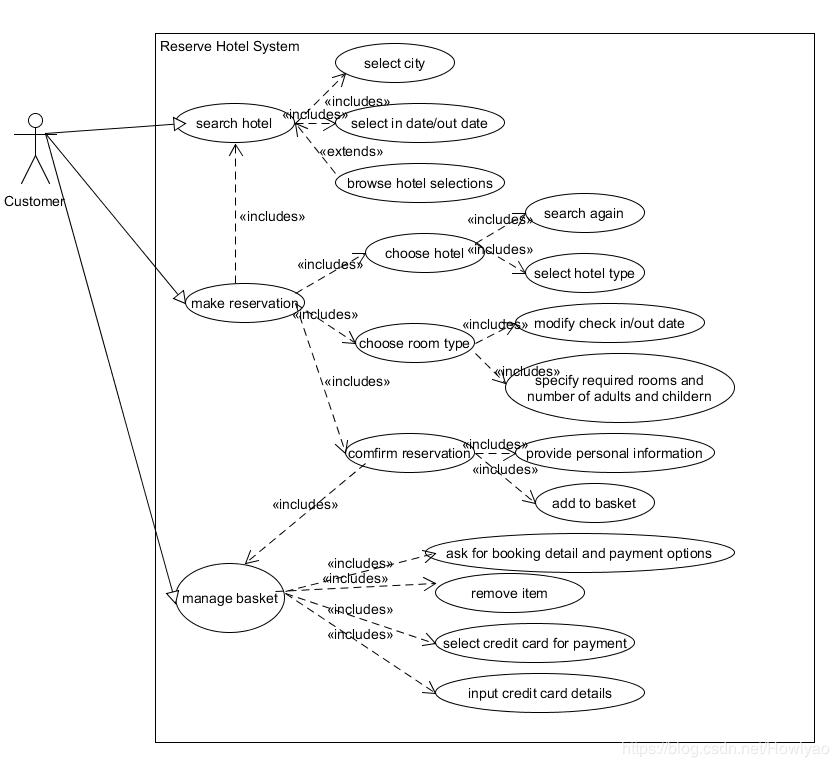 Reserve Hotel System
select city
«includes»
search hotel
«includes»
select in date/out date
«extends»
browse hotel selections
Customer
«includes»
search again
«includes»
choose hotel
«includes»
«includes»
select hotel type
make reservation
«includes»
modify check in/out date
«includes»
choose room type
«includes»
specify required rooms and
number of adults and childern
«includes»
comfirm reservation
«includes»
provide personal information
«includes»
add to basket
«includes»
ask for booking detail and payment options
«includes»
«includes»
manage basket
remove item
«includes»
select credit card for payment
«includes»
input credit card details
https://blog.csdn.net/Howlyao